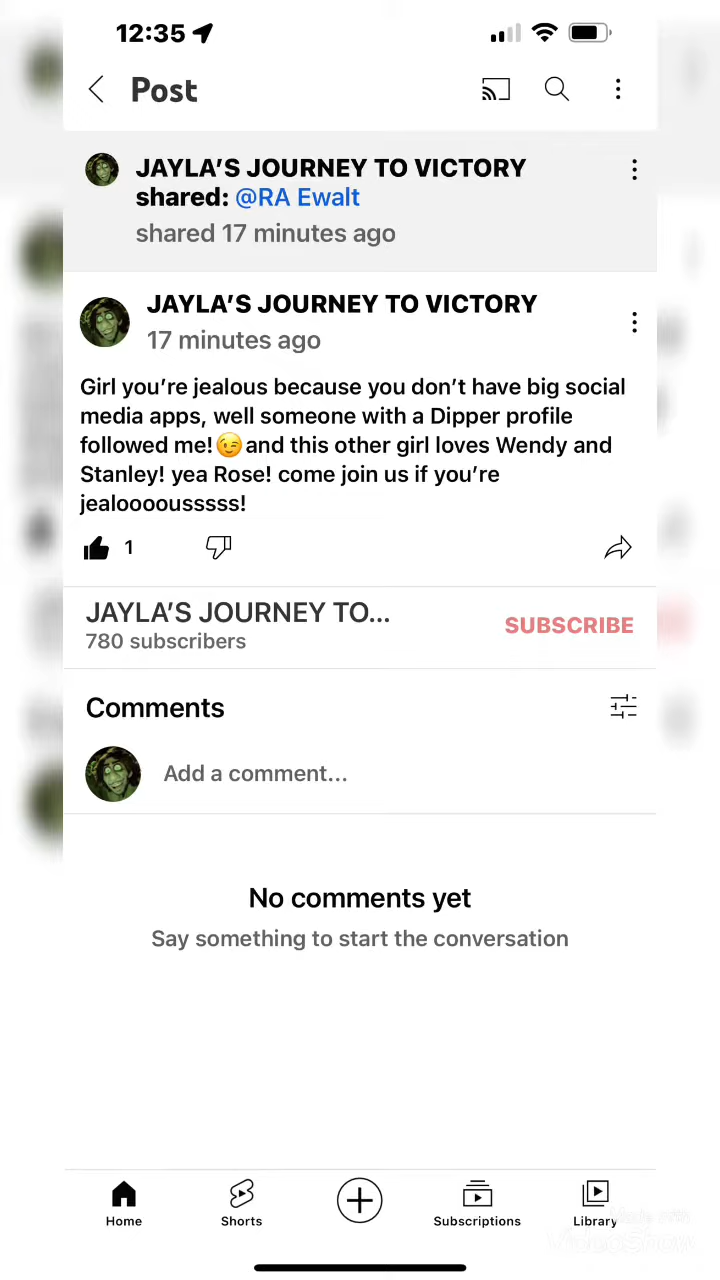 12:35
Post
JAYLA’S JOURNEY TO VICTORY
shared: @RA Ewalt
shared 17 minutes ago
JAYLA’S JOURNEY TO VICTORY
17 minutes ago
Girl you’re jealous because you don’t have big social
media apps, well someone with a Dipper profile
followed me!😉and this other girl loves Wendy and
Stanley! yea Rose! come join us if you’re
jealooooousssss!
1
JAYLA’S JOURNEY TO...
780 subscribers
SUBSCRIBE
Comments
Add a comment...
No comments yet
Say something to start the conversation
Home
Shorts
Subscriptions
Library
Made with
VideoShow